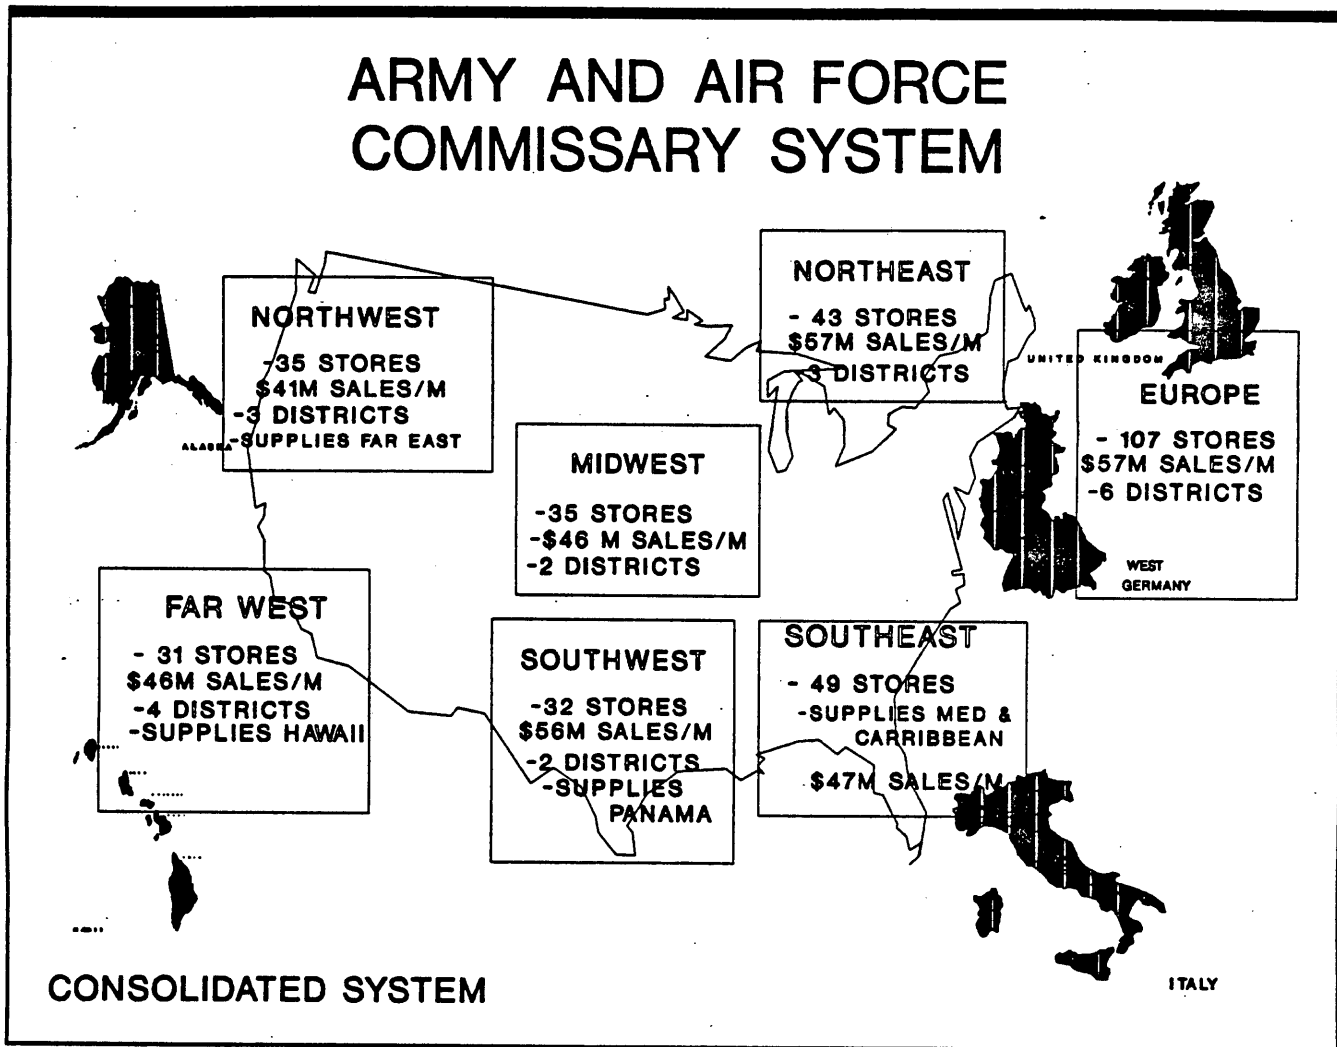 ARMY AND AIR FORCE
COMMISSARY SYSTEM
NORTHWEST
-35 STORES
$41M SALES/M
-3 DISTRICTS
-SUPPLIES FAR EAST
ALASKA
NORTHEAST
- 43 STORES
$57M SALES/M
-3 DISTRICTS
UNITED KINGDOM
EUROPE
- 107 STORES
$57M SALES/M
-6 DISTRICTS
WEST
GERMANY
MIDWEST
-35 STORES
-$46 M SALES/M
-2 DISTRICTS
FAR WEST
- 31 STORES
$46M SALES/M
-4 DISTRICTS
-SUPPLIES HAWAII
SOUTHWEST
-32 STORES
$56M SALES/M
-2 DISTRICTS
-SUPPLIES
PANAMA
SOUTHEAST
- 49 STORES
-SUPPLIES MED &
CARRIBBEAN
$47M SALES/M
ITALY
CONSOLIDATED SYSTEM